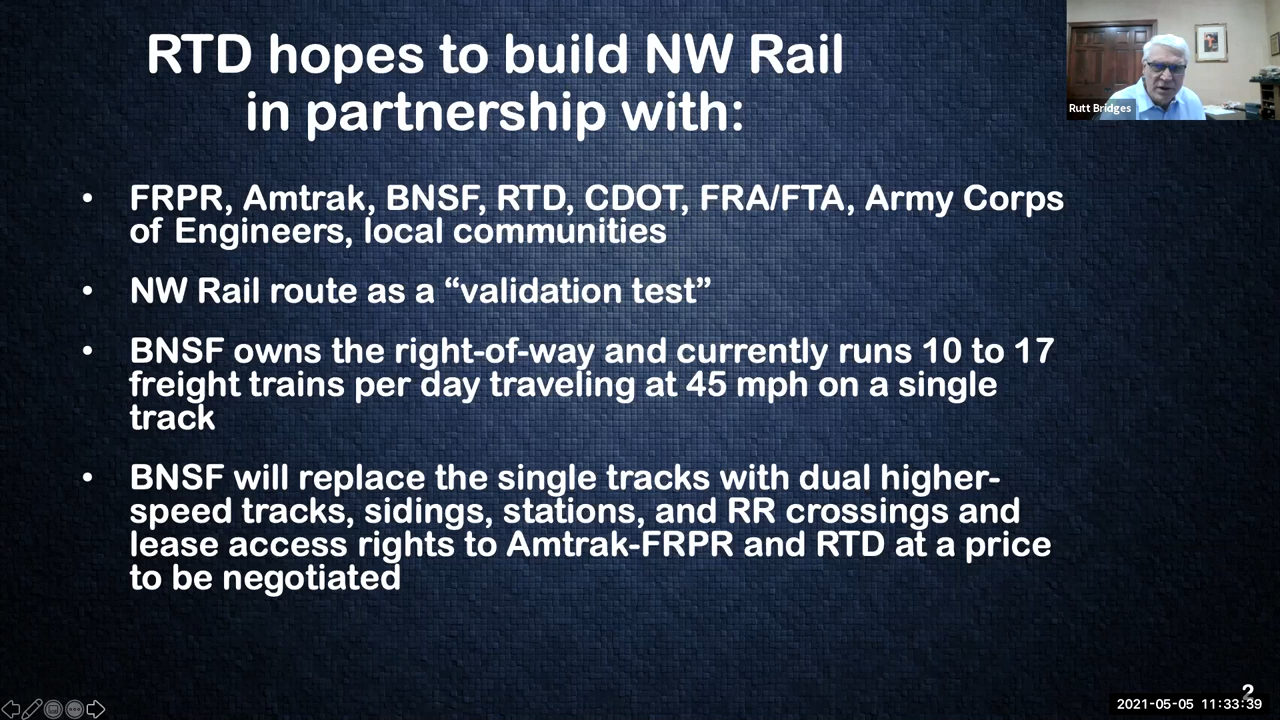 RTD hopes to build NW Rail
in partnership with:
Rutt Bridges
• FRPR, Amtrak, BNSF, RTD, CDOT, FRA/FTA, Army Corps
of Engineers, local communities
• NW Rail route as a “validation test”
• BNSF owns the right-of-way and currently runs 10 to 17
freight trains per day traveling at 45 mph on a single
track
• BNSF will replace the single tracks with dual higher-
speed tracks, sidings, stations, and RR crossings and
lease access rights to Amtrak-FRPR and RTD at a price
to be negotiated
2
2021-05-05 11:33:39